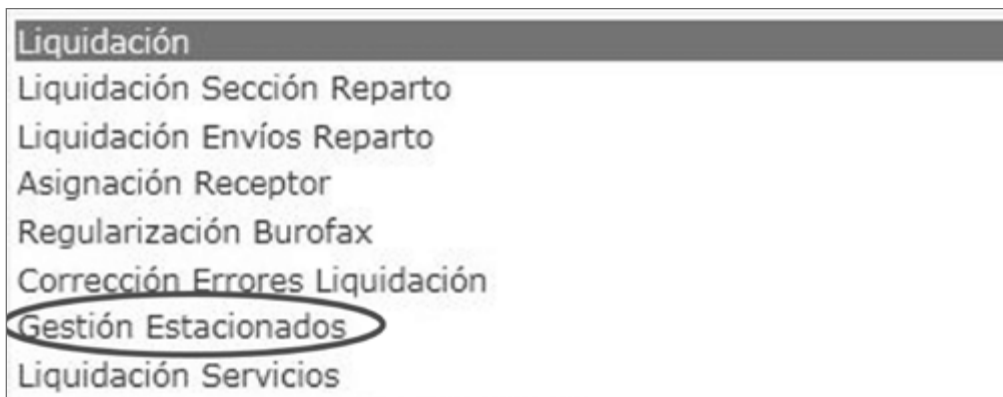 Liquidación
Liquidación Sección Reparto
Liquidación Envíos Reparto
Asignación Receptor
Regularización Burofax
Corrección Errores Liquidación
Gestión Estacionados
Liquidación Servicios